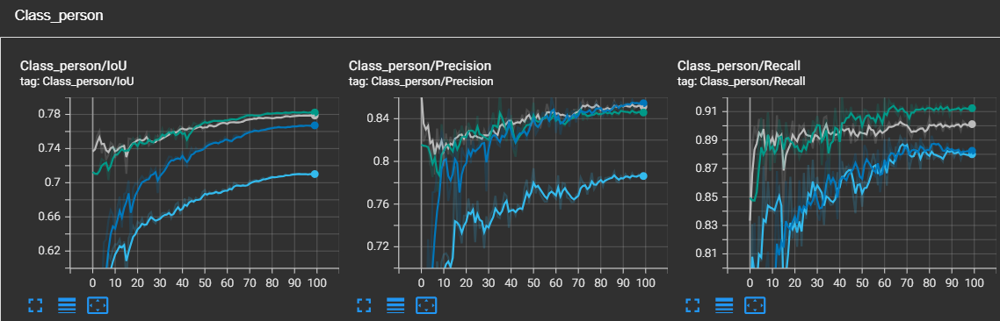 Class_person
Class_person/IoU
tag: Class_person/IoU
0.78
0.74
0.7
0.66
0.62
0 10 20 30 40 50 60 70 80 90 100
Class_person/Precision
tag: Class_person/Precision
0.84
0.8
0.76
0.72
0 10 20 30 40 50 60 70 80 90 100
Class_person/Recall
tag: Class_person/Recall
0.91
0.89
0.87
0.85
0.83
0.81
0 10 20 30 40 50 60 70 80 90 100